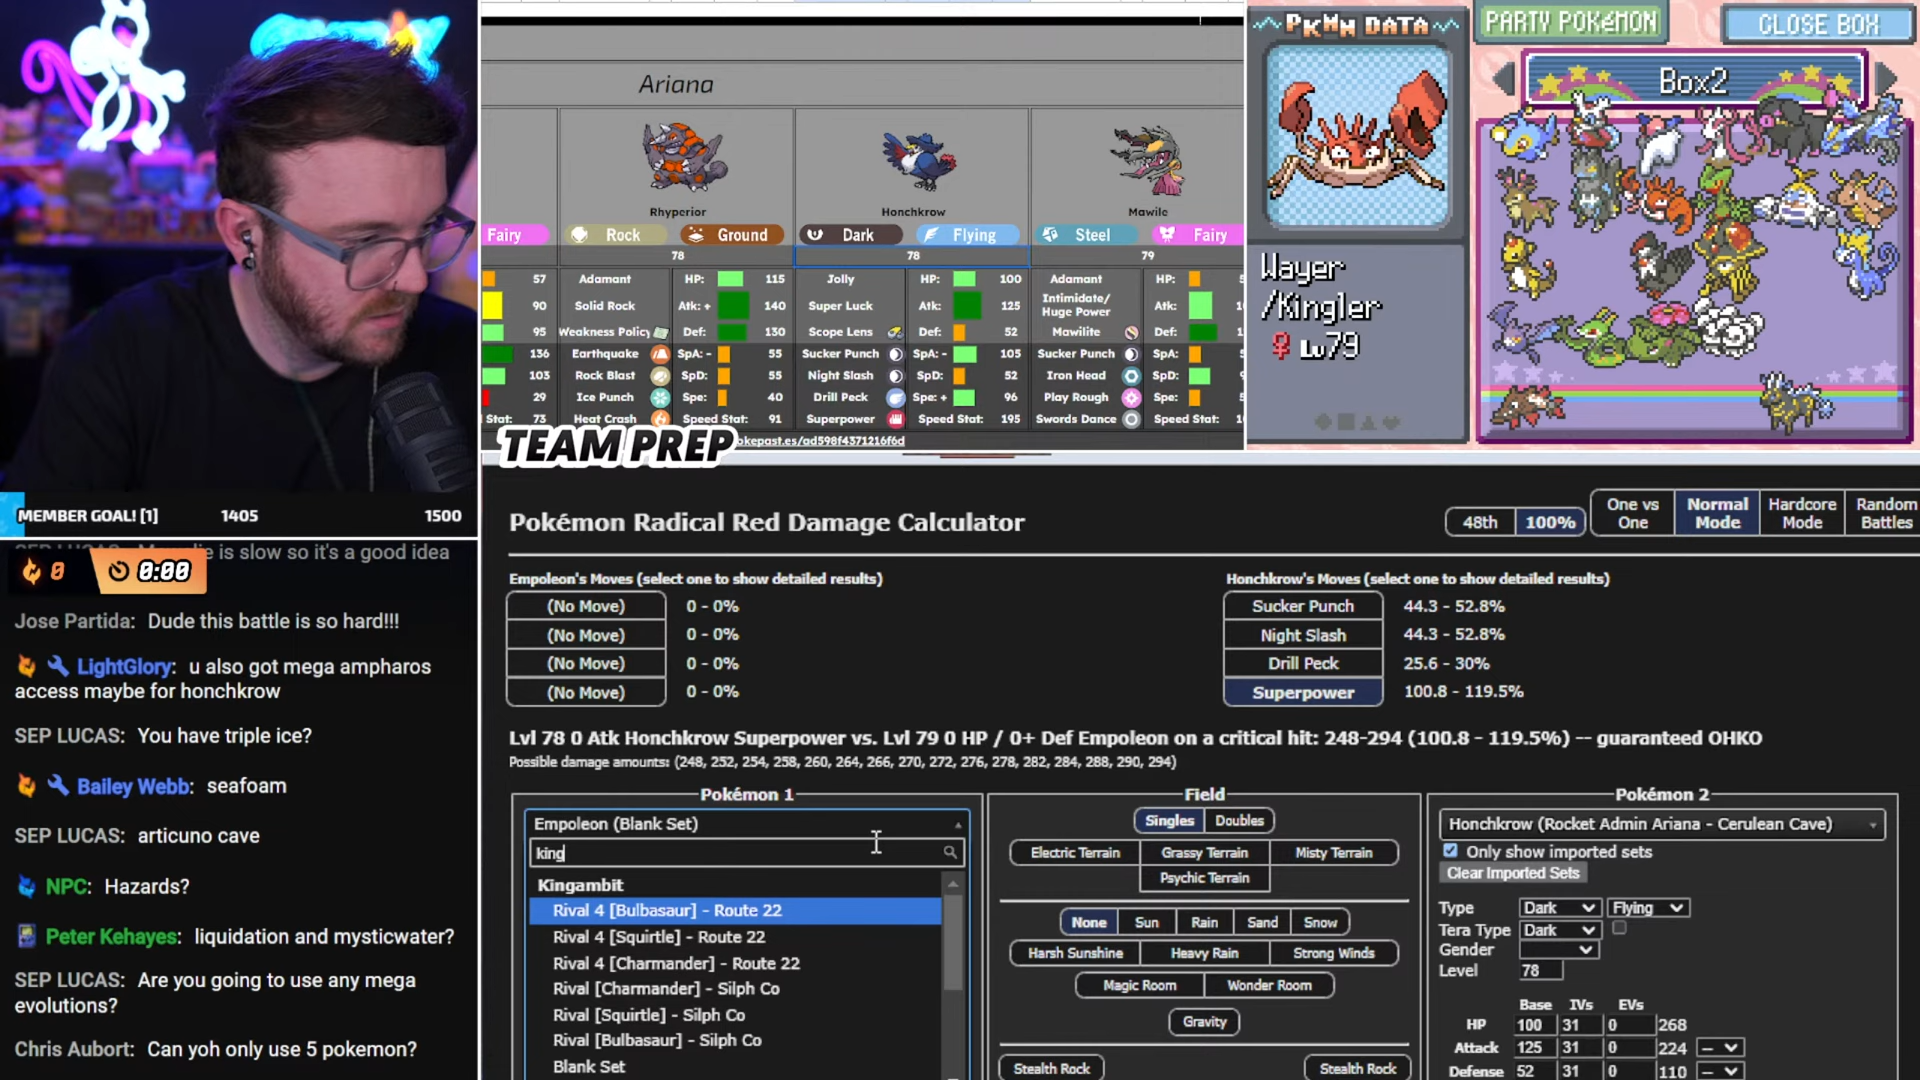 Ariana
Rhyperior
Honchkrow
Mawile
Fairy
Rock
Ground
Dark
Flying
Steel
Fairy
78
78
79
57
Adamant
HP:
115
Jolly
HP:
100
Adamant
HP:
90
Solid Rock
Atk: +
140
Super Luck
Atk:
125
Intimidate/
Huge Power
Atk:
95
Weakness Policy
Def:
130
Scope Lens
Def:
52
Mawilite
Def:
136
Earthquake
SpA: -
55
Sucker Punch
SpA: -
105
Sucker Punch
SpA:
103
Rock Blast
SpD:
55
Night Slash
SpD:
52
Iron Head
SpD:
29
Ice Punch
Spe:
40
Drill Peck
Spe: +
96
Play Rough
Spe:
Stat:
73
Heat Crash
Speed Stat:
91
Superpower
Speed Stat:
195
Swords Dance
Speed Stat:
TEAM PREP
okepast.es/ad598f4371216f6d
PKMN DATA
Wayer
/Kingler
♀ Lv79
PARTY POKéMON
CLOSE BOX
Box2
MEMBER GOAL! [1]
1405
1500
SEP LUCAS:
is slow so it's a good idea
0
0:00
Jose Partida: Dude this battle is so hard!!!
LightGlory: u also got mega ampharos
access maybe for honchkrow
SEP LUCAS: You have triple ice?
Bailey Webb: seafoam
SEP LUCAS: articuno cave
NPC: Hazards?
Peter Kehayes: liquidation and mysticwater?
SEP LUCAS: Are you going to use any mega
evolutions?
Chris Aubort: Can yoh only use 5 pokemon?
Pokémon Radical Red Damage Calculator
48th
100%
One vs
One
Normal
Mode
Hardcore
Mode
Random
Battles
Empoleon's Moves (select one to show detailed results)
(No Move)
0 - 0%
(No Move)
0 - 0%
(No Move)
0 - 0%
(No Move)
0 - 0%
Honchkrow's Moves (select one to show detailed results)
Sucker Punch
44.3 - 52.8%
Night Slash
44.3 - 52.8%
Drill Peck
25.6 - 30%
Superpower
100.8 - 119.5%
Lvl 78 0 Atk Honchkrow Superpower vs. Lvl 79 0 HP / 0+ Def Empoleon on a critical hit: 248-294 (100.8 - 119.5%) -- guaranteed OHKO
Possible damage amounts: (248, 252, 254, 258, 260, 264, 266, 270, 272, 276, 278, 282, 284, 288, 290, 294)
Pokémon 1
Empoleon (Blank Set)
king
Kingambit
Rival 4 [Bulbasaur] - Route 22
Rival 4 [Squirtle] - Route 22
Rival 4 [Charmander] - Route 22
Rival [Charmander] - Silph Co
Rival [Squirtle] - Silph Co
Rival [Bulbasaur] - Silph Co
Blank Set
Field
Singles
Doubles
Electric Terrain
Grassy Terrain
Misty Terrain
Psychic Terrain
None
Sun
Rain
Sand
Snow
Harsh Sunshine
Heavy Rain
Strong Winds
Magic Room
Wonder Room
Gravity
Stealth Rock
Stealth Rock
Pokémon 2
Honchkrow (Rocket Admin Ariana - Cerulean Cave)
Only show imported sets
Clear Imported Sets
Type
Dark
Flying
Tera Type
Dark
Gender
Level
78
Base
IVs
EVs
HP
100
31
0
268
Attack
125
31
0
224
--
Defense
52
31
0
110
--